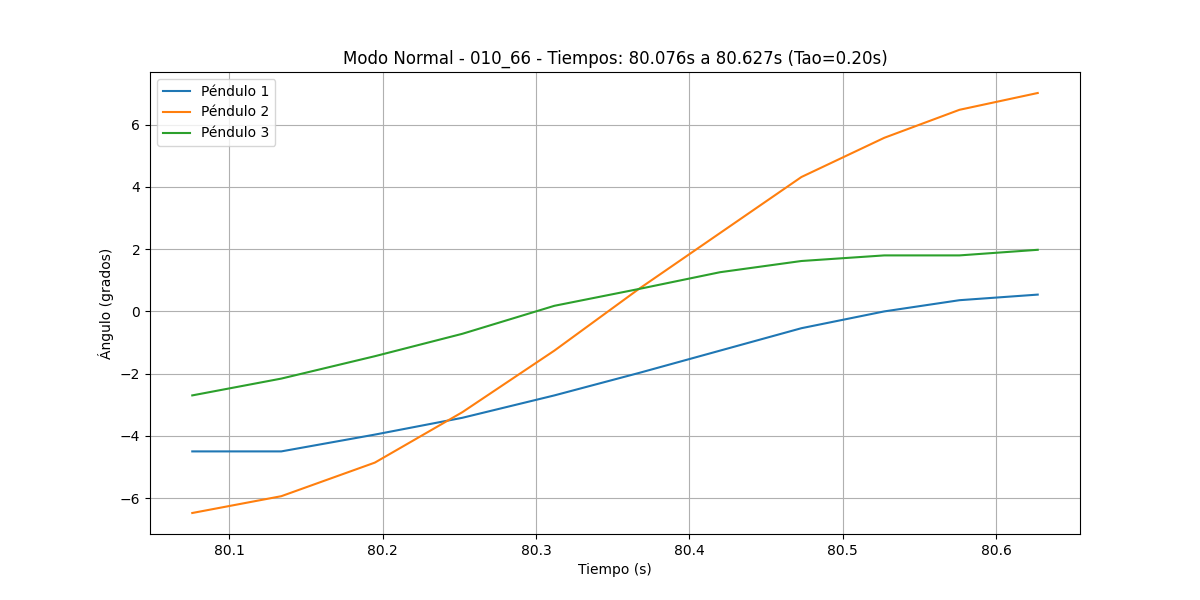 Modo Normal - 010_66 - Tiempos: 80.076s a 80.627s (Tao=0.20s)
Péndulo 1
Péndulo 2
Péndulo 3
6
4
2
0
−2
−4
−6
Ángulo (grados)
80.1 80.2 80.3 80.4 80.5 80.6
Tiempo (s)